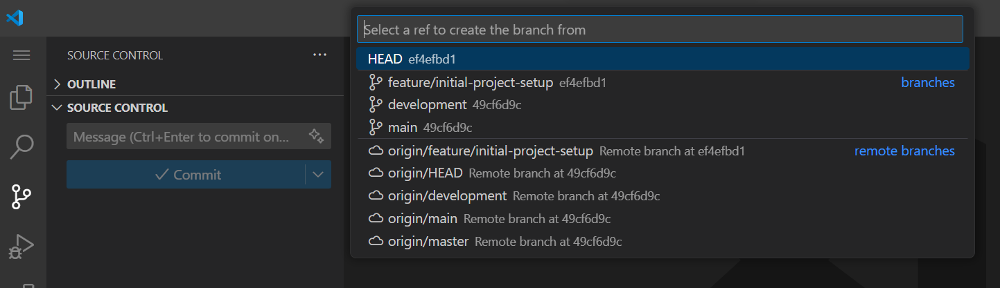 Select a ref to create the branch from
SOURCE CONTROL ...
HEAD ef4efbd1
OUTLINE
feature/initial-project-setup ef4efbd1 branches
SOURCE CONTROL
development 49cf6d9c
Message (Ctrl+Enter to commit on...
main 49cf6d9c
origin/feature/initial-project-setup Remote branch at ef4efbd1 remote branches
Commit
origin/HEAD Remote branch at 49cf6d9c
origin/development Remote branch at 49cf6d9c
origin/main Remote branch at 49cf6d9c
origin/master Remote branch at 49cf6d9c